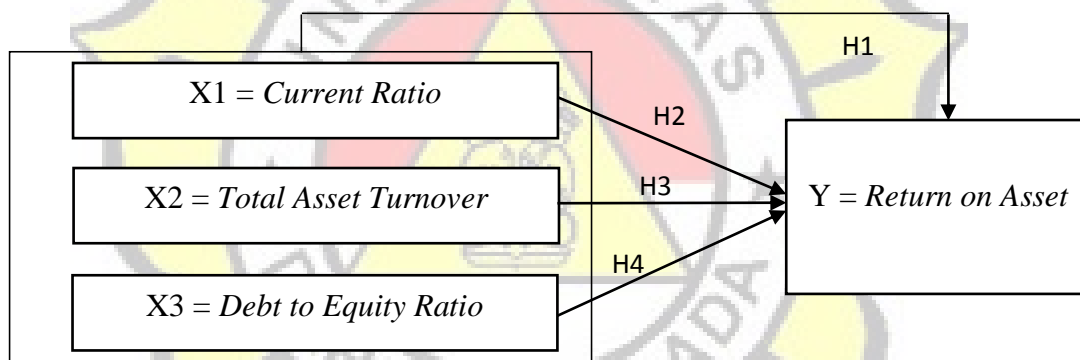 H1
X1 = Current Ratio
H2
X2 = Total Asset Turnover
H3
Y = Return on Asset
H4
X3 = Debt to Equity Ratio